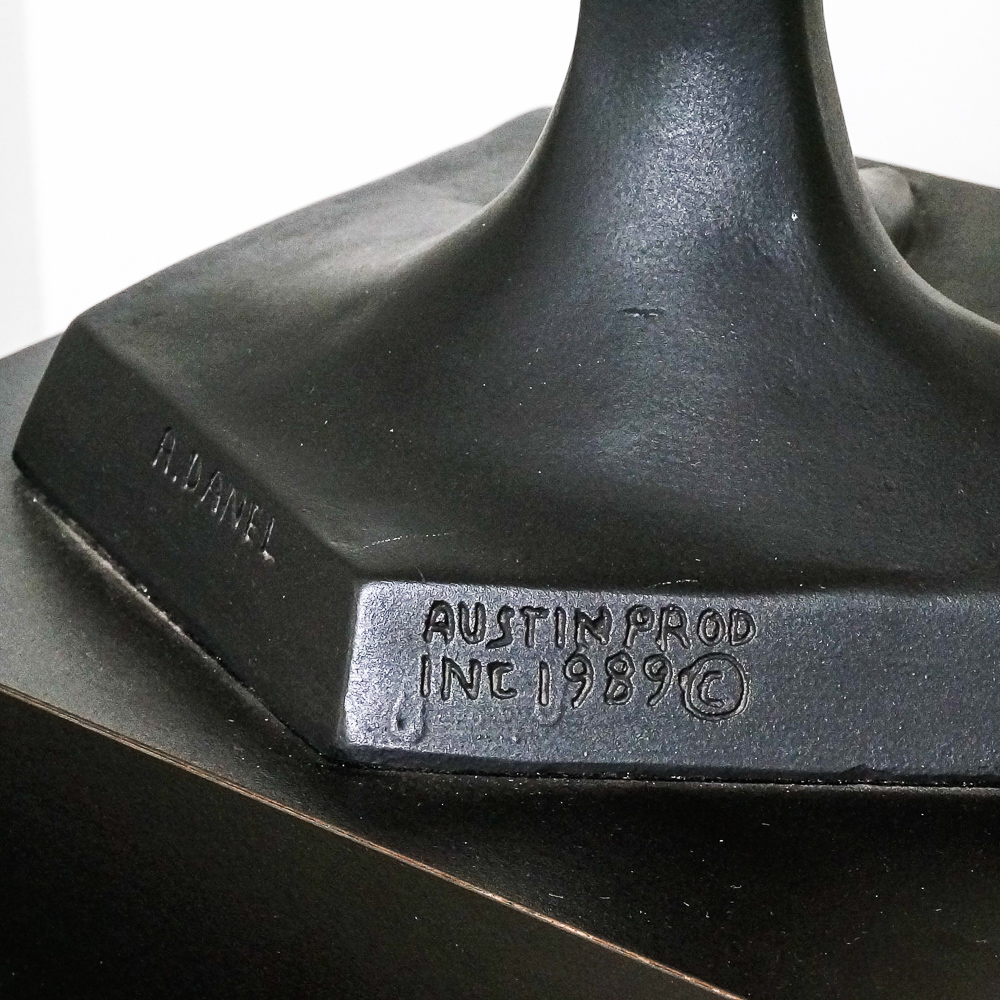 A. DANEL
AUSTIN PROD
INC 1989 ©